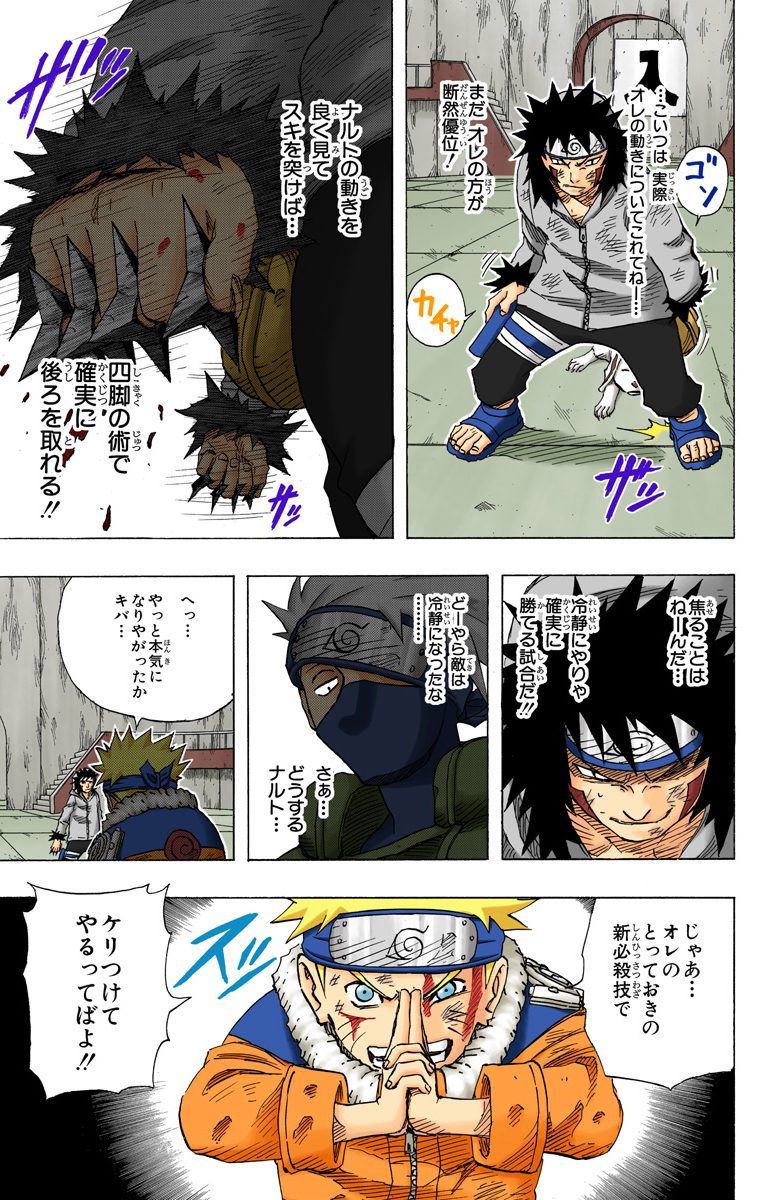 …こいつは 実際
オレの動きについてこれてねー…
まだ オレの方が
断然優位！
ゴソ
カチャ
ザッ
ザザッ
ナルトの動きを
良く見て
スキを突けば…
四脚の術で
確実に
後ろを取れる!!
ザッ
焦ることは
ねーんだ…
冷静にやりゃ
確実に
勝てる試合だ!!
どーやら敵は
冷静になったな
…………
さぁ…
どうする
ナルト…
へっ…
やっと本気に
なりやがったか
キバ…
じゃあ…
オレの
とっておきの
新必殺技で
スッ
ケリつけて
やるってばよ!!